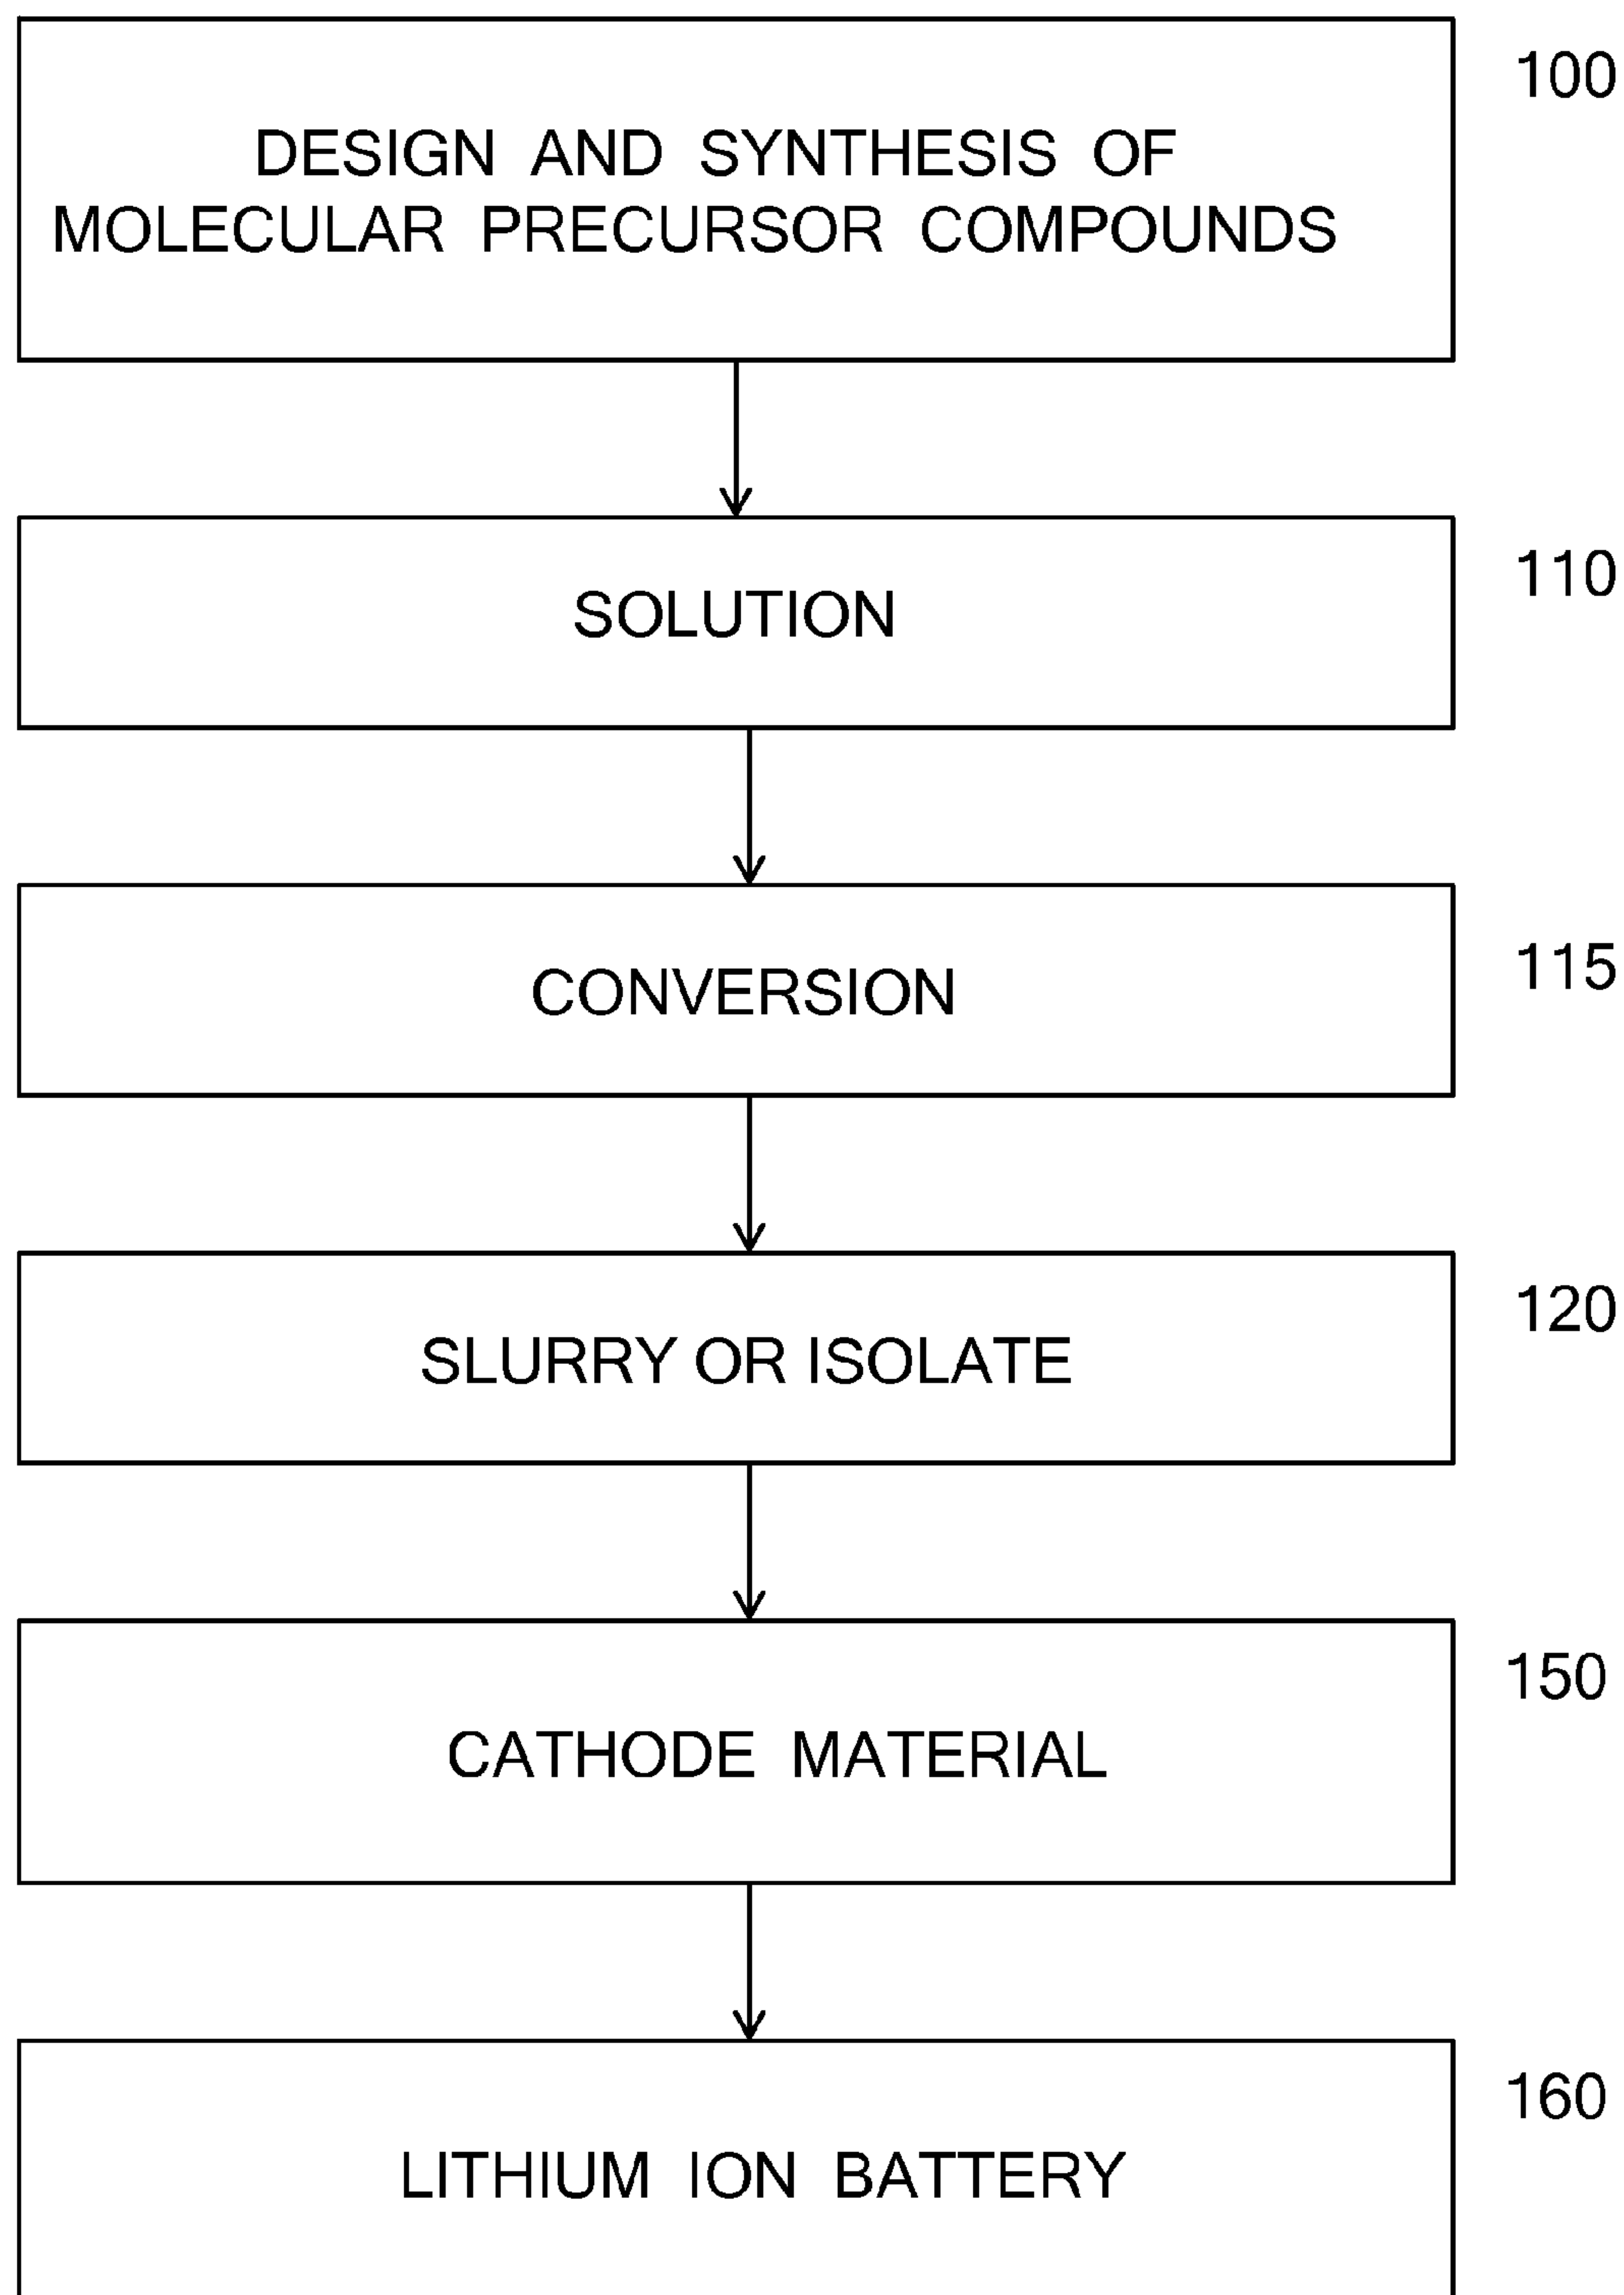 100
DESIGN AND SYNTHESIS OF
MOLECULAR PRECURSOR COMPOUNDS
110
SOLUTION
115
CONVERSION
120
SLURRY OR ISOLATE
150
CATHODE MATERIAL
160
LITHIUM ION BATTERY